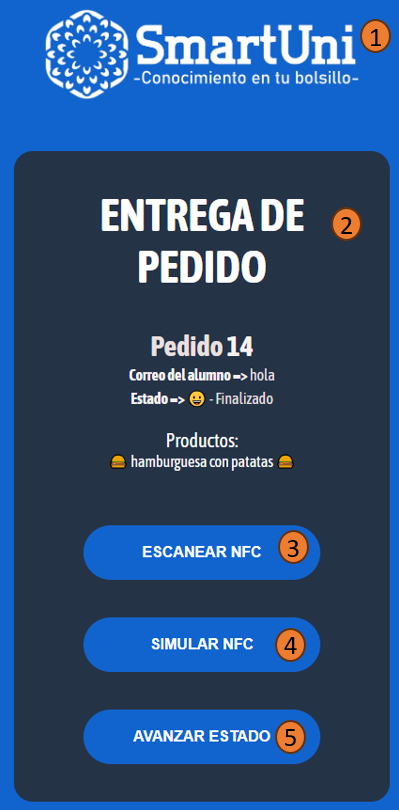 SmartUni
-Conocimiento en tu bolsillo-
1
ENTREGA DE
PEDIDO
2
Pedido 14
Correo del alumno => hola
Estado => 😀 - Finalizado
Productos:
🍔 hamburguesa con patatas 🍔
ESCANEAR NFC
3
SIMULAR NFC
4
AVANZAR ESTADO
5